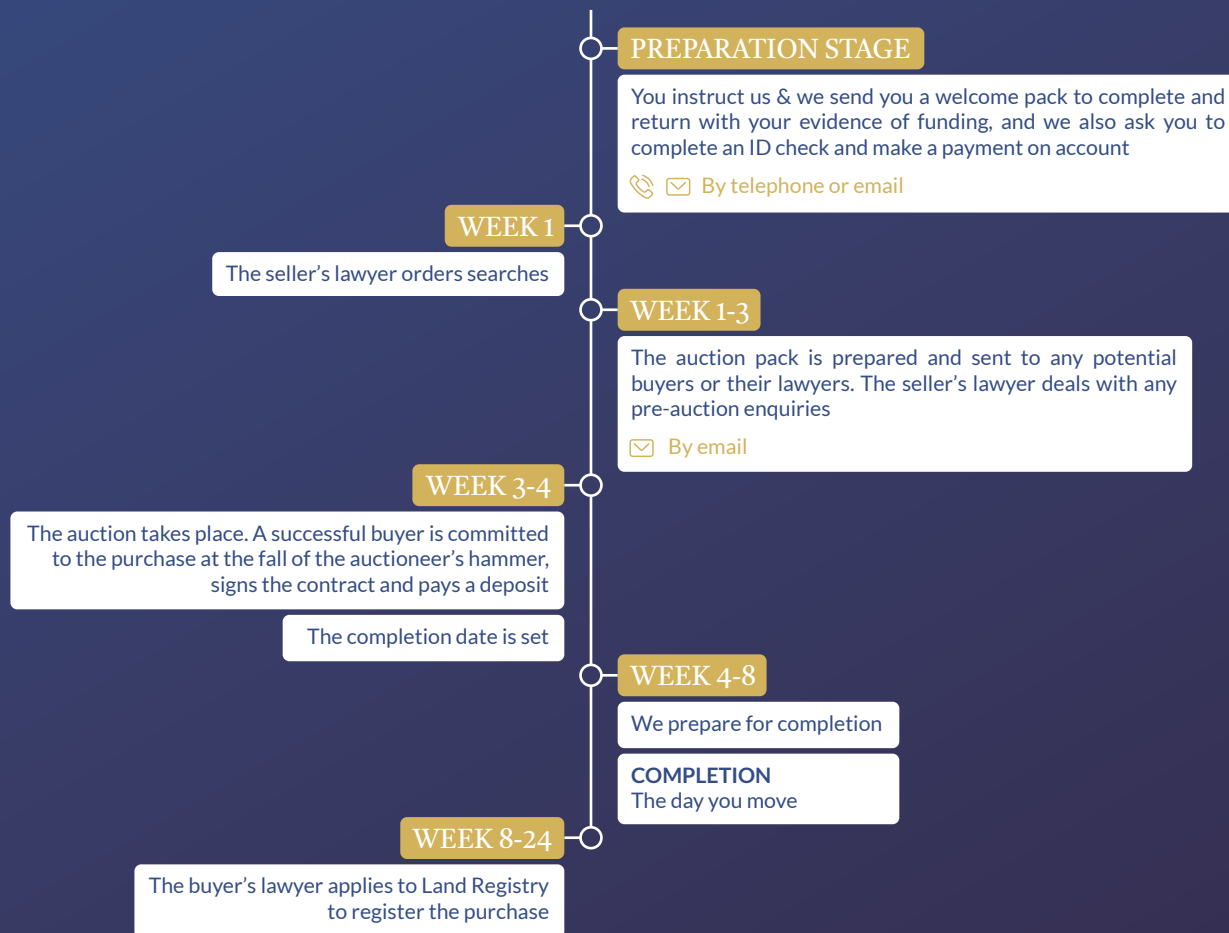 PREPARATION STAGE
You instruct us & we send you a welcome pack to complete and
return with your evidence of funding, and we also ask you to
complete an ID check and make a payment on account
By telephone or email
WEEK 1
The seller’s lawyer orders searches
WEEK 1-3
The auction pack is prepared and sent to any potential
buyers or their lawyers. The seller’s lawyer deals with any
pre-auction enquiries
By email
WEEK 3-4
The auction takes place. A successful buyer is committed
to the purchase at the fall of the auctioneer’s hammer,
signs the contract and pays a deposit
The completion date is set
WEEK 4-8
We prepare for completion
COMPLETION
The day you move
WEEK 8-24
The buyer’s lawyer applies to Land Registry
to register the purchase